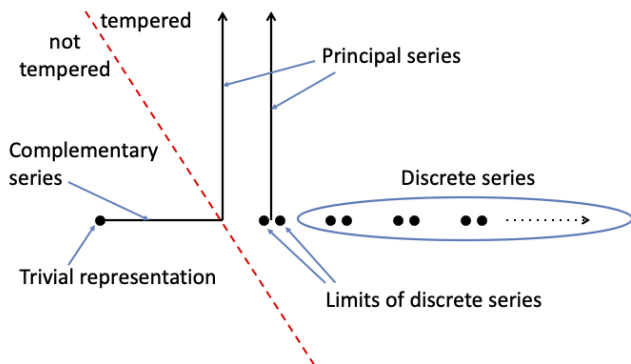 tempered
not
tempered
Principal series
Complementary
series
Discrete series
Trivial representation
Limits of discrete series